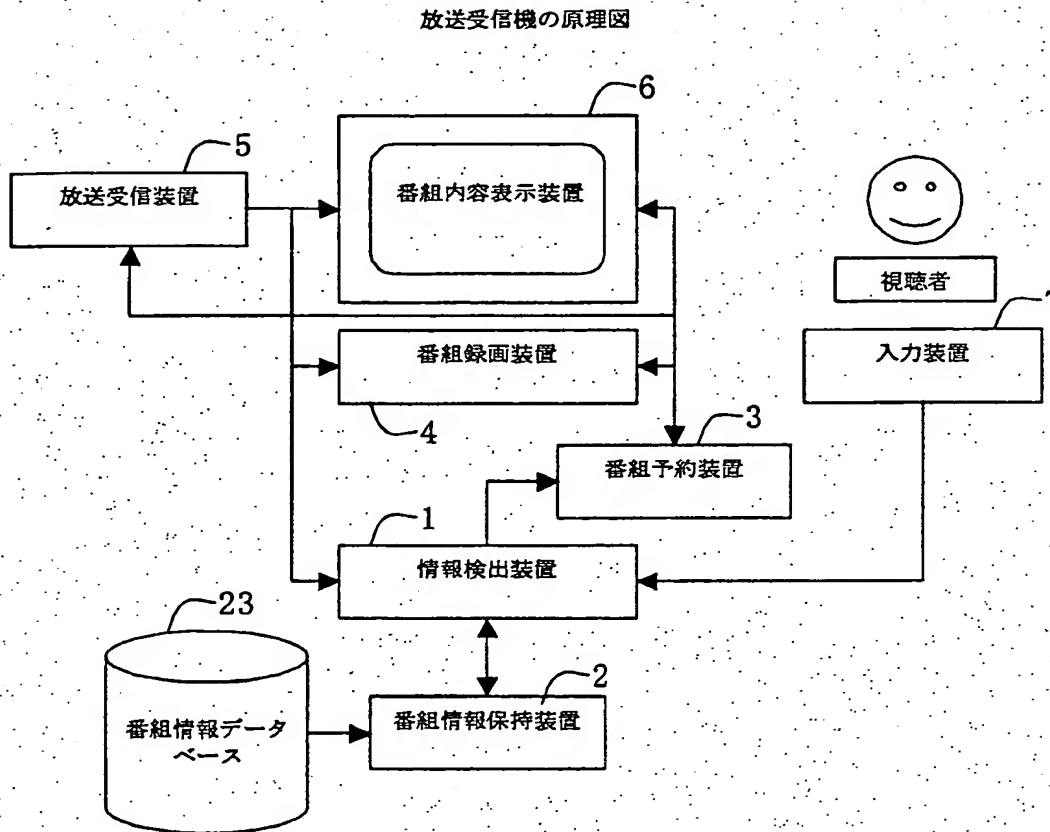 放送受信機の原理図
6
5
放送受信装置
番組内容表示装置
視聴者
番組録画装置
入力装置
4
3
番組予約装置
1
情報検出装置
23
2
番組情報データ
ベース
番組情報保持装置